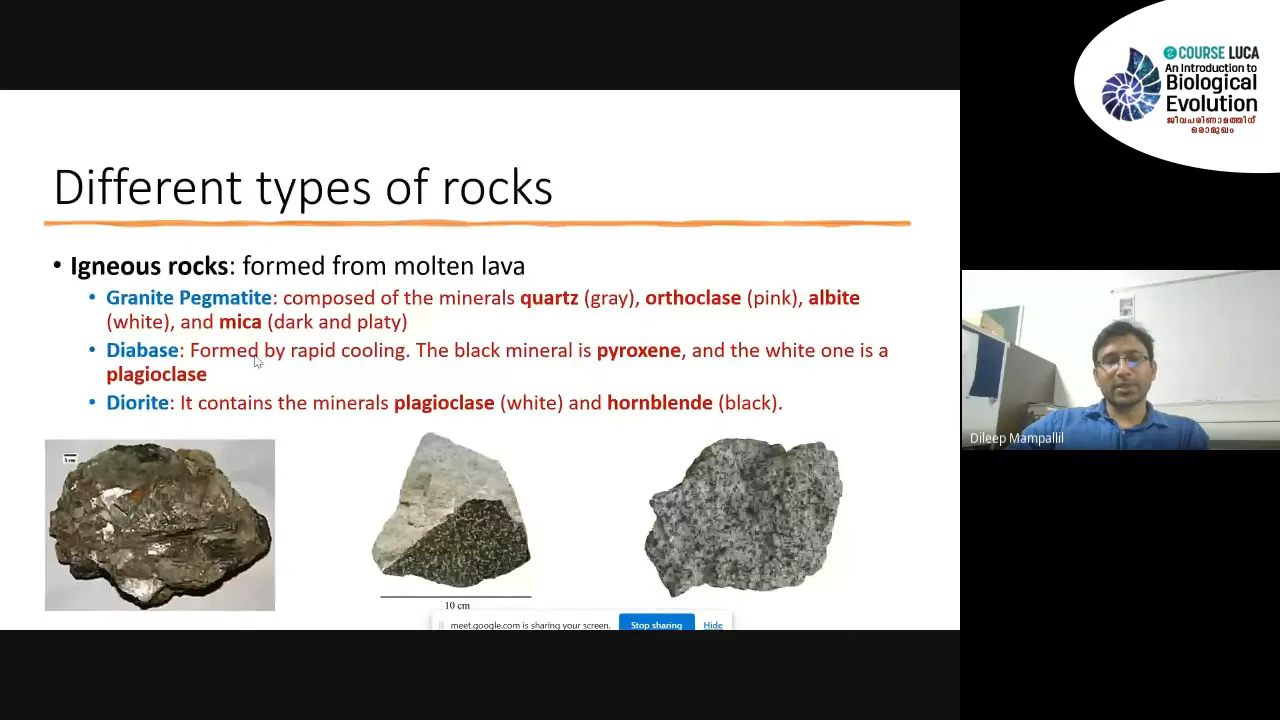 Different types of rocks
• Igneous rocks: formed from molten lava
• Granite Pegmatite: composed of the minerals quartz (gray), orthoclase (pink), albite
(white), and mica (dark and platy)
• Diabase: Formed by rapid cooling. The black mineral is pyroxene, and the white one is a
plagioclase
• Diorite: It contains the minerals plagioclase (white) and hornblende (black).
1 cm
10 cm
meet.google.com is sharing your screen.
Stop sharing
Hide
COURSE LUCA
An Introduction to
Biological
Evolution
ജീവപരിണാമത്തിന്
ഒരാമുഖം
Dileep Mampallil